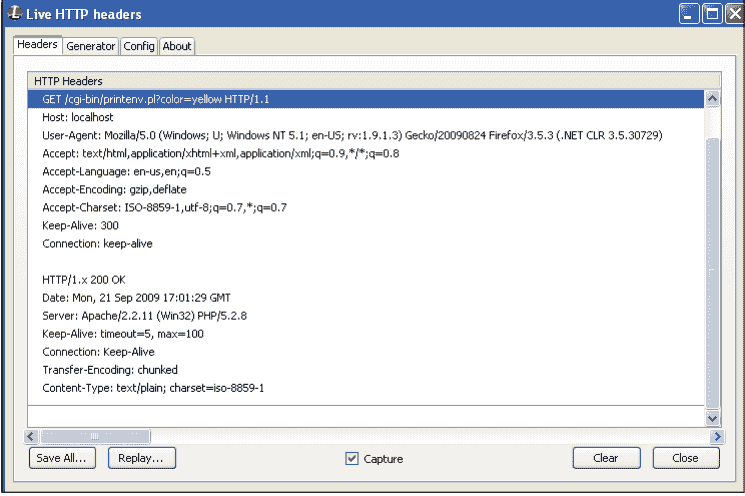 Live HTTP headers
Headers Generator Config About
HTTP Headers
GET /cgi-bin/printenv.pl?color=yellow HTTP/1.1
Host: localhost
User-Agent: Mozilla/5.0 (Windows; U; Windows NT 5.1; en-US; rv:1.9.1.3) Gecko/20090824 Firefox/3.5.3 (.NET CLR 3.5.30729)
Accept: text/html,application/xhtml+xml,application/xml;q=0.9,*/*;q=0.8
Accept-Language: en-us,en;q=0.5
Accept-Encoding: gzip,deflate
Accept-Charset: ISO-8859-1,utf-8;q=0.7,*;q=0.7
Keep-Alive: 300
Connection: keep-alive
HTTP/1.x 200 OK
Date: Mon, 21 Sep 2009 17:01:29 GMT
Server: Apache/2.2.11 (Win32) PHP/5.2.8
Keep-Alive: timeout=5, max=100
Connection: Keep-Alive
Transfer-Encoding: chunked
Content-Type: text/plain; charset=iso-8859-1
Save All... Replay... Capture Clear Close